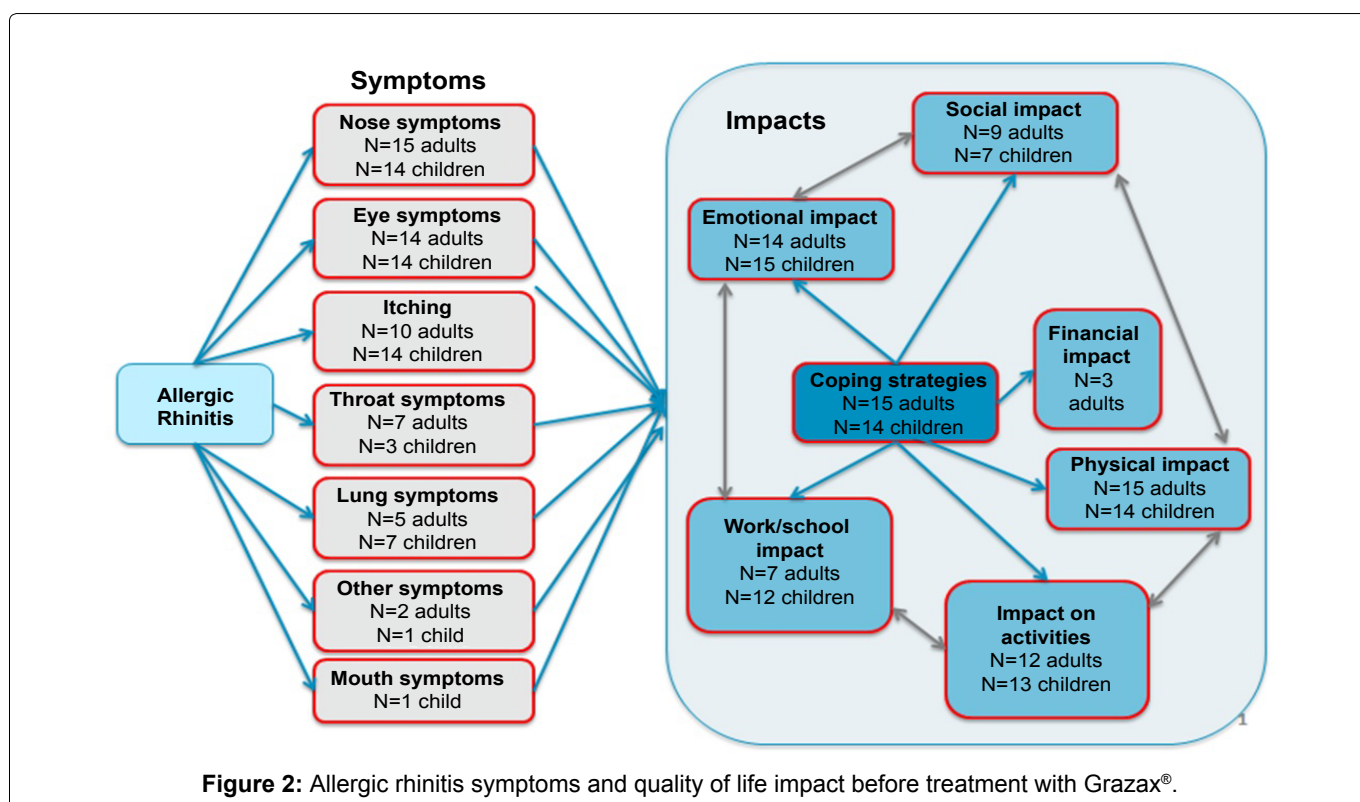 Symptoms
Nose symptoms
N=15 adults
N=14 children
Eye symptoms
N=14 adults
N=14 children
Itching
N=10 adults
N=14 children
Throat symptoms
N=7 adults
N=3 children
Lung symptoms
N=5 adults
N=7 children
Other symptoms
N=2 adults
N=1 child
Mouth symptoms
N=1 child
Allergic
Rhinitis
Impacts
Social impact
N=9 adults
N=7 children
Emotional impact
N=14 adults
N=15 children
Financial
impact
N=3
adults
Coping strategies
N=15 adults
N=14 children
Physical impact
N=15 adults
N=14 children
Work/school
impact
N=7 adults
N=12 children
Impact on
activities
N=12 adults
N=13 children
1
Figure 2: Allergic rhinitis symptoms and quality of life impact before treatment with Grazax®.